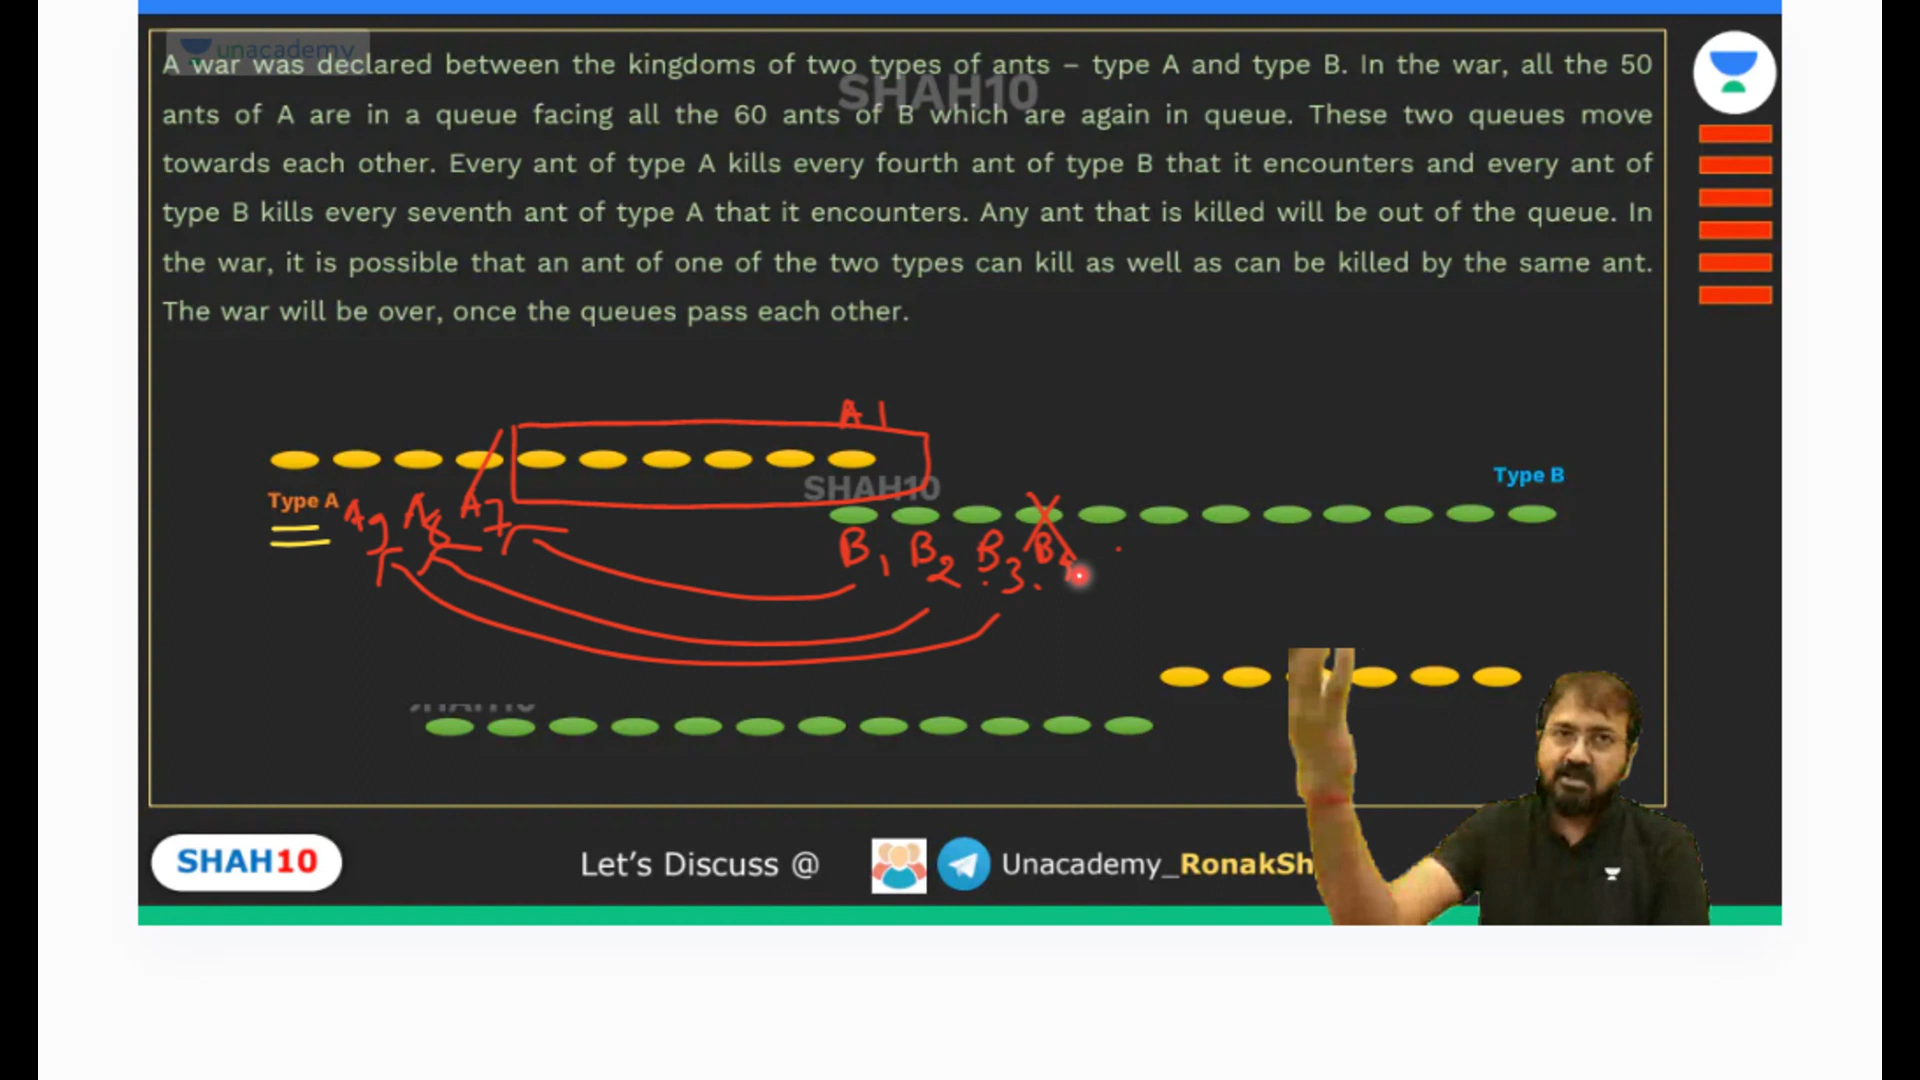 unacademy
A war was declared between the kingdoms of two types of ants – type A and type B. In the war, all the 50
SHAH10
ants of A are in a queue facing all the 60 ants of B which are again in queue. These two queues move
towards each other. Every ant of type A kills every fourth ant of type B that it encounters and every ant of
type B kills every seventh ant of type A that it encounters. Any ant that is killed will be out of the queue. In
the war, it is possible that an ant of one of the two types can kill as well as can be killed by the same ant.
The war will be over, once the queues pass each other.
A1
Type B
SHAH10
Type A
A9 A8 A7
B1 B2 B3 B4
SHAH10
SHAH10
Let's Discuss @
Unacademy_RonakSh